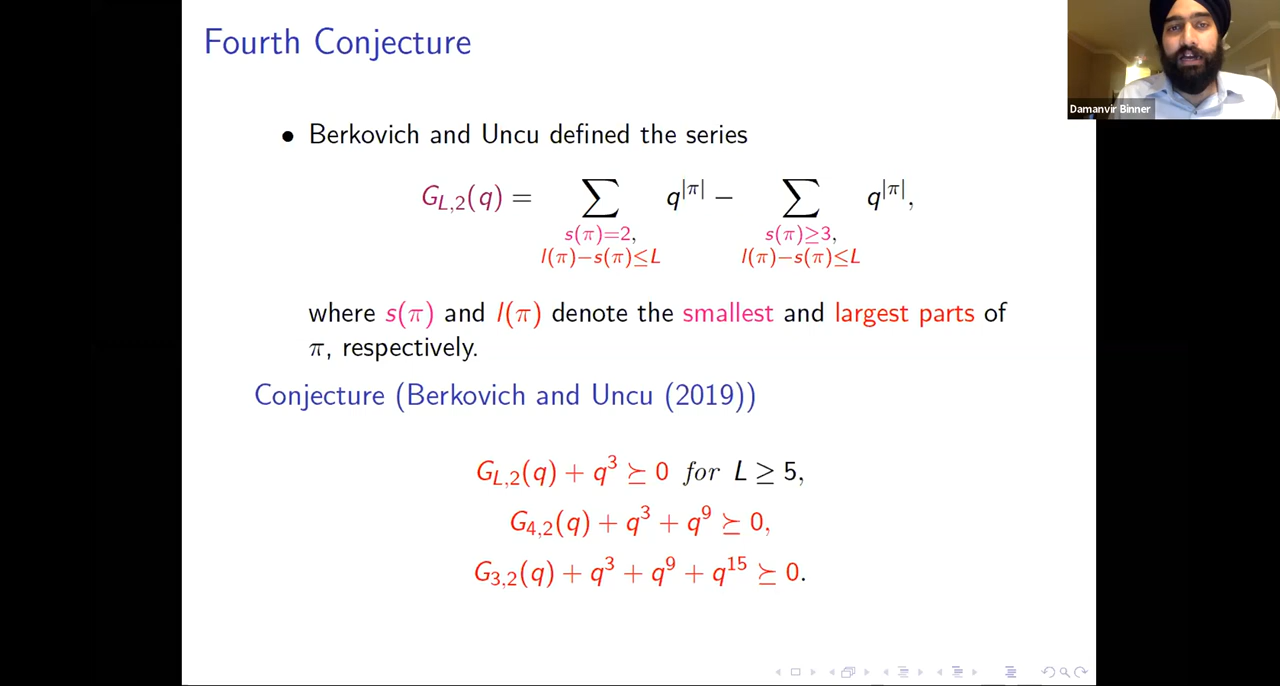 Fourth Conjecture
Damanvir Binner
• Berkovich and Uncu defined the series
G_{L,2}(q) = ∑_{s(π)=2, l(π)−s(π)≤L} q^{|π|} − ∑_{s(π)≥3, l(π)−s(π)≤L} q^{|π|},
where s(π) and l(π) denote the smallest and largest parts of
π, respectively.
Conjecture (Berkovich and Uncu (2019))
G_{L,2}(q) + q^3 ⪰ 0 for L ≥ 5,
G_{4,2}(q) + q^3 + q^9 ⪰ 0,
G_{3,2}(q) + q^3 + q^9 + q^{15} ⪰ 0.